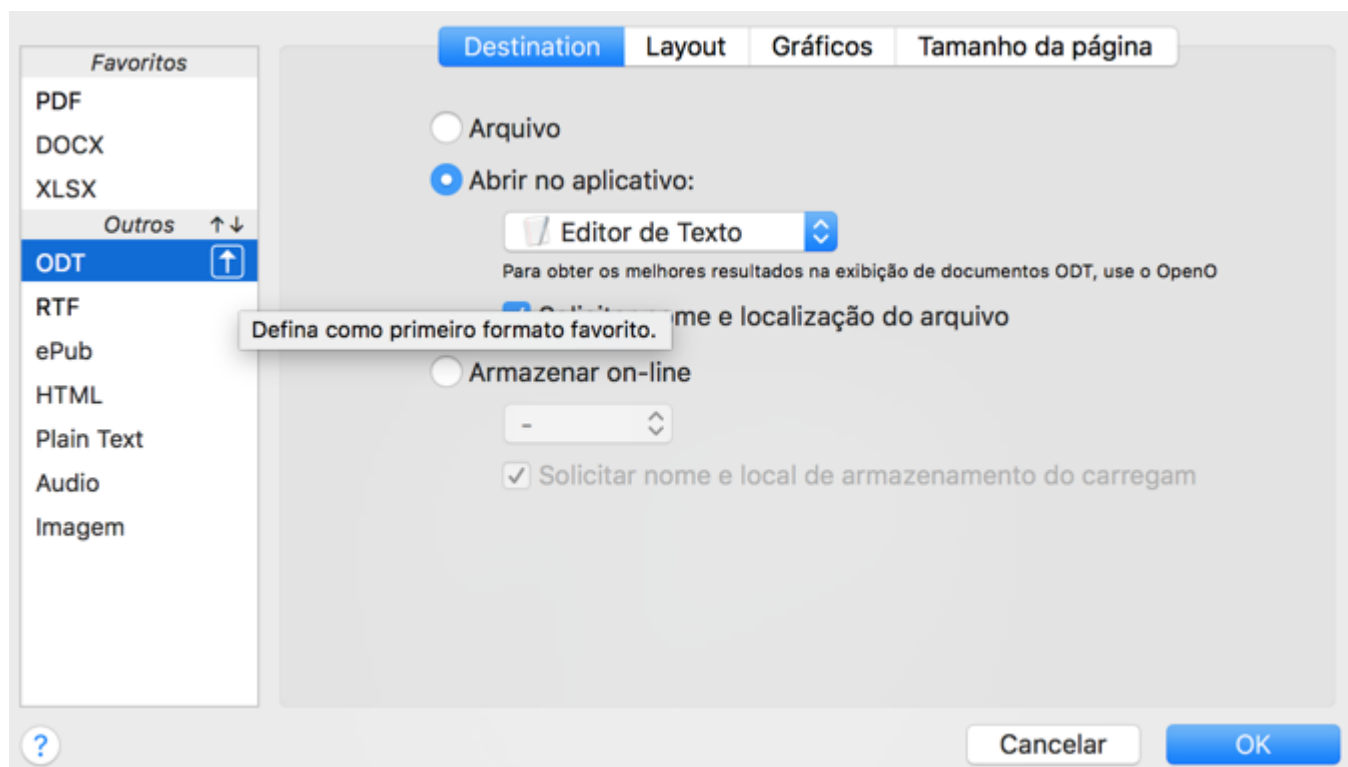 Destination Layout Gráficos Tamanho da página
Favoritos
PDF
DOCX
XLSX
Outros ↑↓
ODT
RTF
ePub
HTML
Plain Text
Audio
Imagem
Arquivo
Abrir no aplicativo:
Editor de Texto
Para obter os melhores resultados na exibição de documentos ODT, use o OpenO
ome e localização do arquivo
Defina como primeiro formato favorito.
Armazenar on-line
-
Solicitar nome e local de armazenamento do carregam
? Cancelar OK